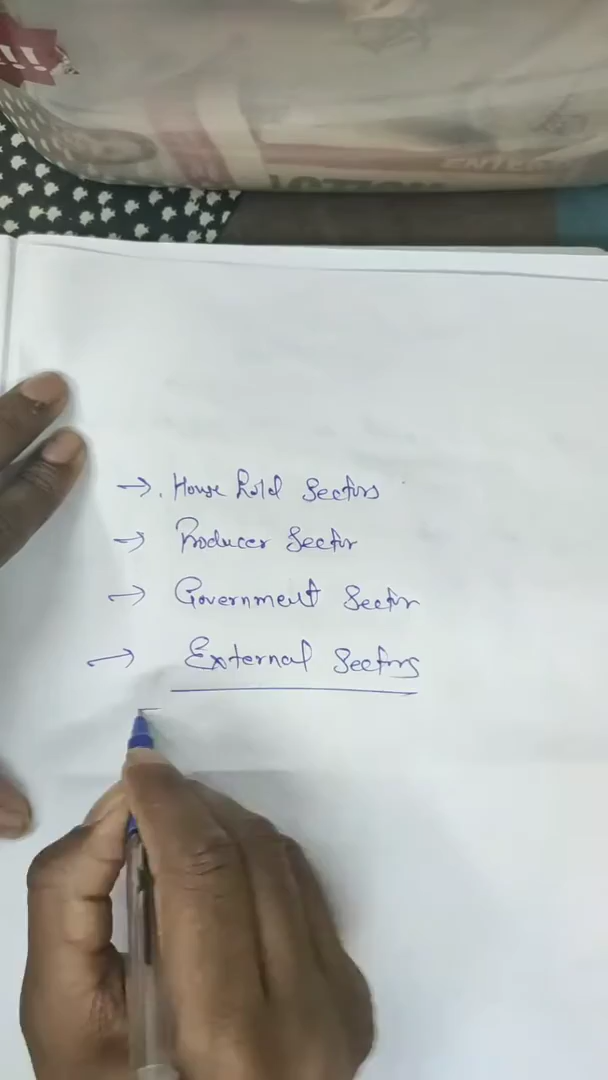 !!!
→ . House hold Sectors
→ Producer Sector
→ Government Sector
→ External Sectors